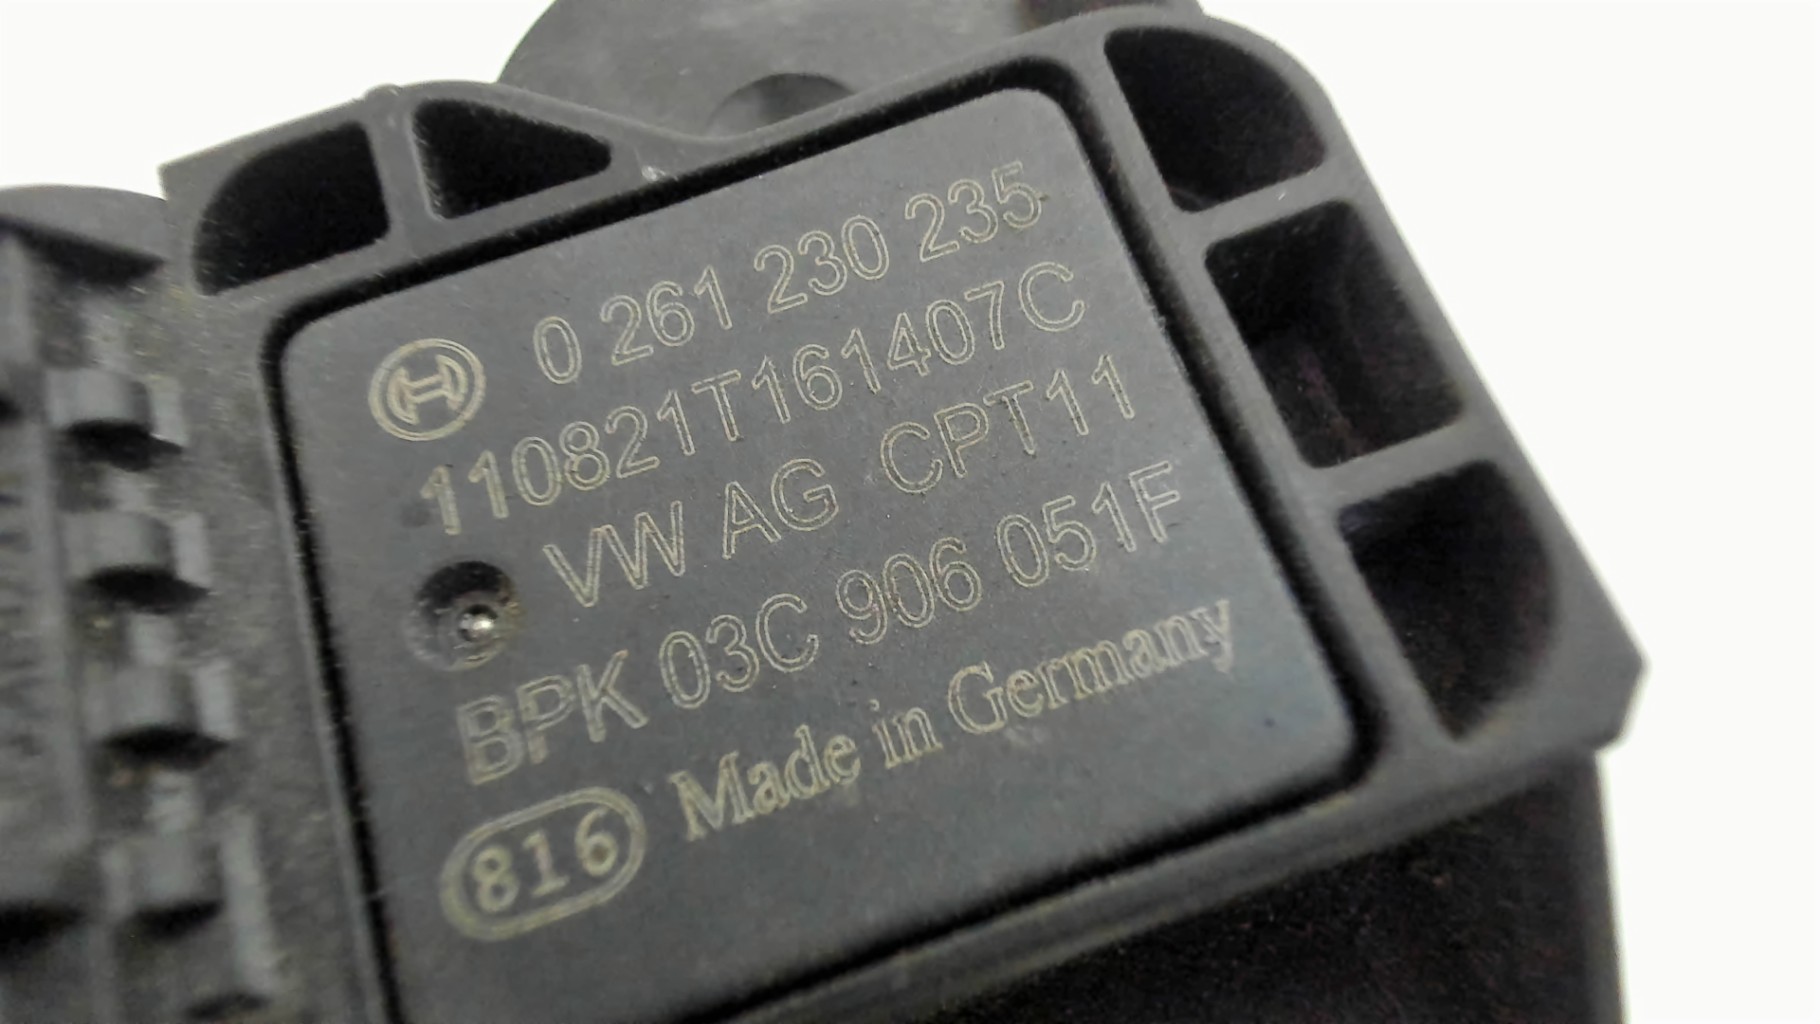 0 261 230 235
110821T161407C
VW AG CPT11
BPK 03C 906 051F
816 Made in Germany